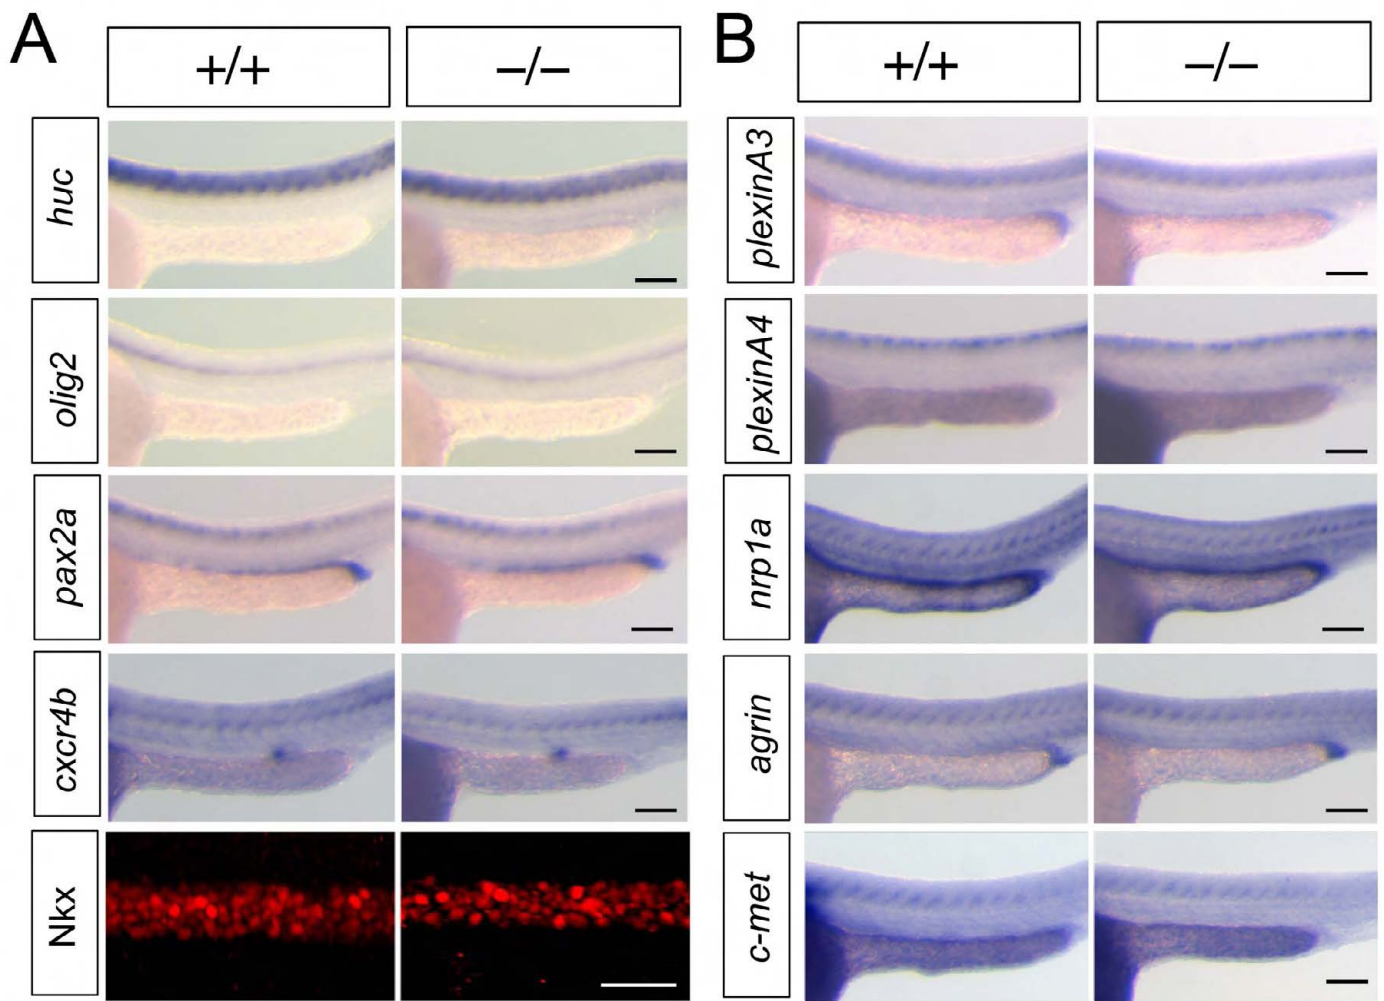 A
+/+
–/–
B
+/+
–/–
huc
olig2
pax2a
cxcr4b
Nkx
plexinA3
plexinA4
nrp1a
agrin
c-met